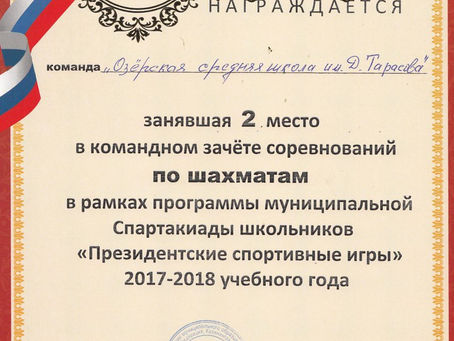 НАГРАЖДАЕТСЯ
команда „Озёрская средняя школа им. Д. Тарасова"
занявшая 2 место
в командном зачёте соревнований
по шахматам
в рамках программы муниципальной
Спартакиады школьников
«Президентские спортивные игры»
2017-2018 учебного года